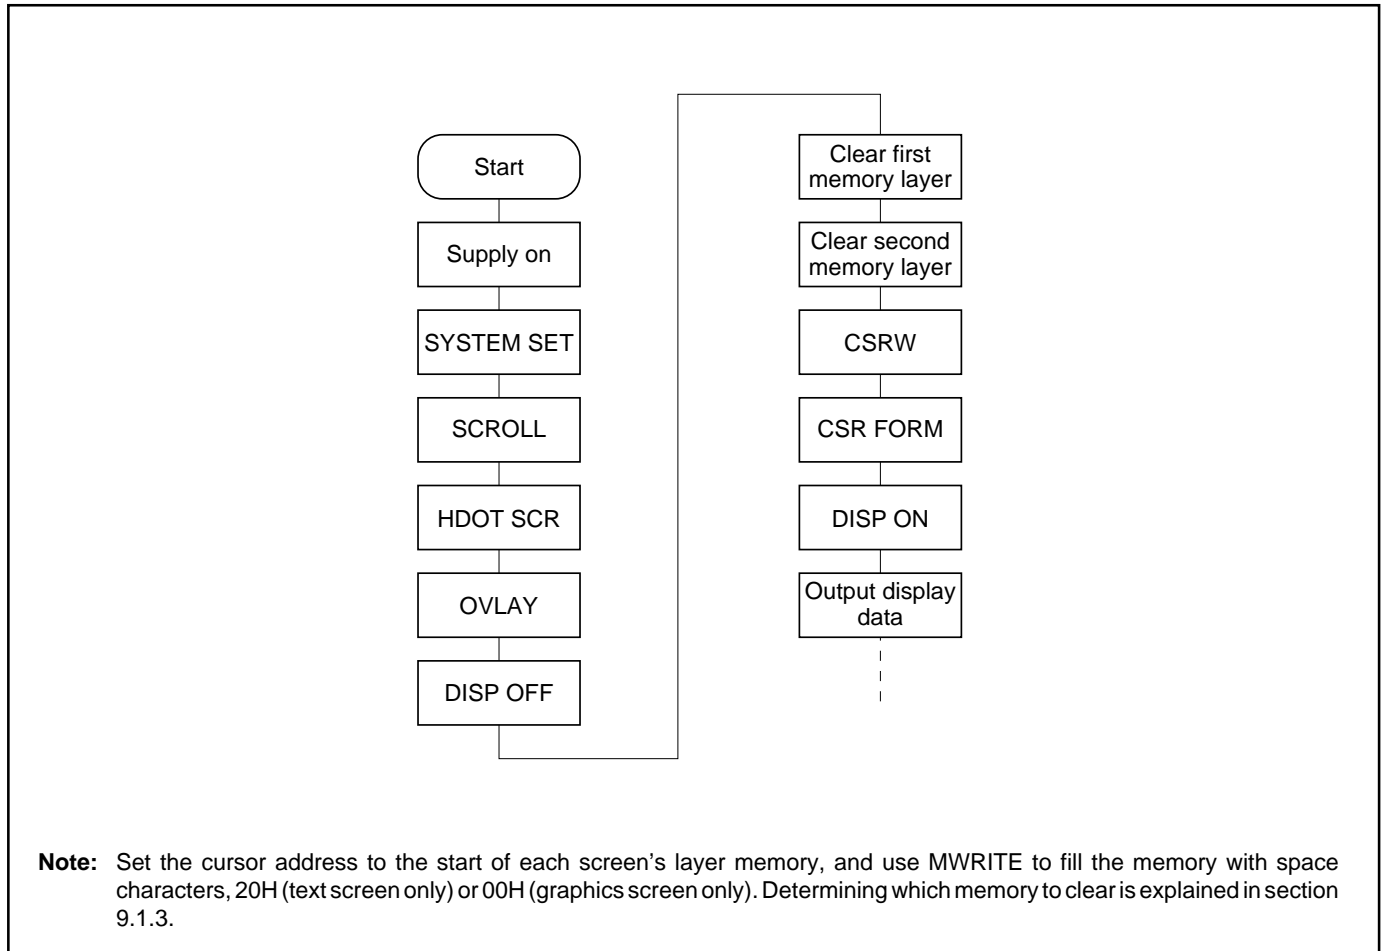 Start
Supply on
SYSTEM SET
SCROLL
HDOT SCR
OVLAY
DISP OFF
Clear first
memory layer
Clear second
memory layer
CSRW
CSR FORM
DISP ON
Output display
data
Note: Set the cursor address to the start of each screen's layer memory, and use MWRITE to fill the memory with space
characters, 20H (text screen only) or 00H (graphics screen only). Determining which memory to clear is explained in section
9.1.3.